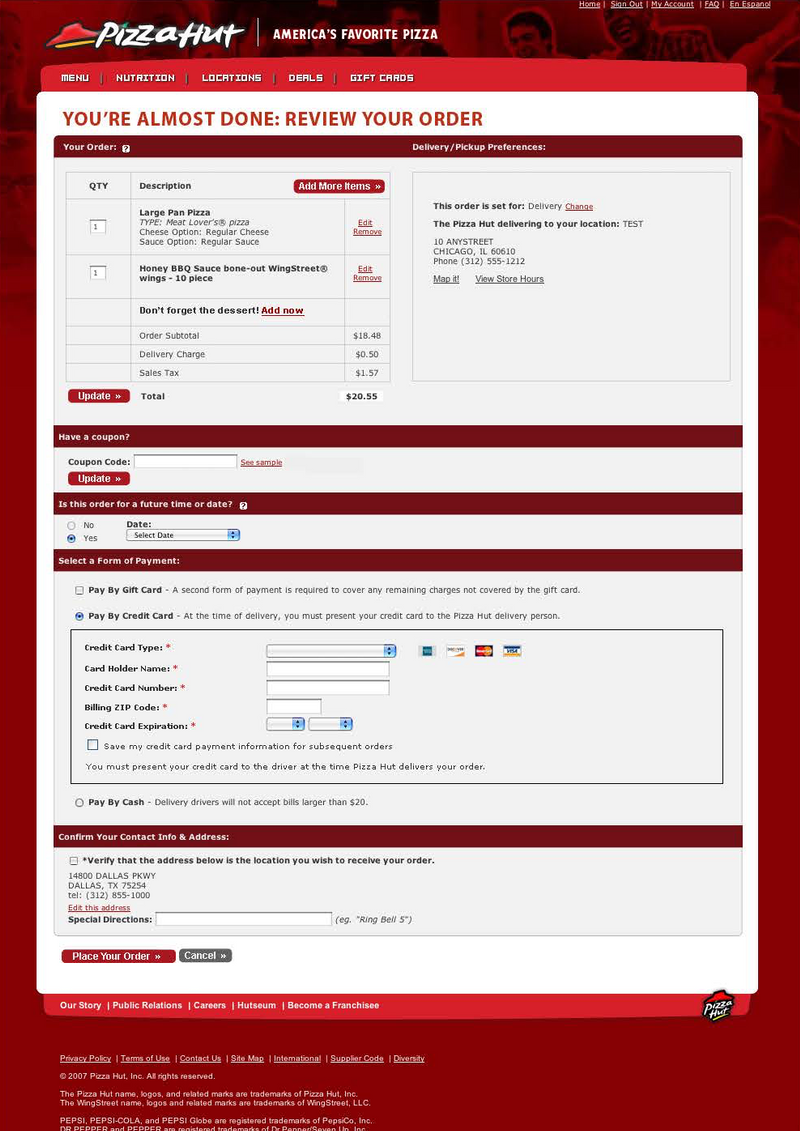 Home | Sign Out | My Account | FAQ | En Espanol
Pizza Hut
AMERICA'S FAVORITE PIZZA
MENU | NUTRITION | LOCATIONS | DEALS | GIFT CARDS
YOU'RE ALMOST DONE: REVIEW YOUR ORDER
Your Order: ?
Delivery/Pickup Preferences:
QTY Description Add More Items »
1 Large Pan Pizza
TYPE: Meat Lover's® pizza
Cheese Option: Regular Cheese
Sauce Option: Regular Sauce
Edit
Remove
1 Honey BBQ Sauce bone-out WingStreet®
wings - 10 piece
Edit
Remove
Don't forget the dessert! Add now
Order Subtotal $18.48
Delivery Charge $0.50
Sales Tax $1.57
Update » Total $20.55
This order is set for: Delivery Change
The Pizza Hut delivering to your location: TEST
10 ANYSTREET
CHICAGO, IL 60610
Phone (312) 555-1212
Map it! View Store Hours
Have a coupon?
Coupon Code: See sample
Update »
Is this order for a future time or date? ?
No
Yes
Date:
Select Date
Select a Form of Payment:
Pay By Gift Card - A second form of payment is required to cover any remaining charges not covered by the gift card.
Pay By Credit Card - At the time of delivery, you must present your credit card to the Pizza Hut delivery person.
Credit Card Type: *
DISCOVER MasterCard VISA
Card Holder Name: *
Credit Card Number: *
Billing ZIP Code: *
Credit Card Expiration: *
Save my credit card payment information for subsequent orders
You must present your credit card to the driver at the time Pizza Hut delivers your order.
Pay By Cash - Delivery drivers will not accept bills larger than $20.
Confirm Your Contact Info & Address:
*Verify that the address below is the location you wish to receive your order.
14800 DALLAS PKWY
DALLAS, TX 75254
tel: (312) 855-1000
Edit this address
Special Directions: (eg. "Ring Bell 5")
Place Your Order » Cancel »
Our Story | Public Relations | Careers | Hutseum | Become a Franchisee
Pizza Hut
Privacy Policy | Terms of Use | Contact Us | Site Map | International | Supplier Code | Diversity
© 2007 Pizza Hut, Inc. All rights reserved.
The Pizza Hut name, logos, and related marks are trademarks of Pizza Hut, Inc.
The WingStreet name, logos and related marks are trademarks of WingStreet, LLC.
PEPSI, PEPSI-COLA, and PEPSI Globe are registered trademarks of PepsiCo, Inc.
DR PEPPER and PEPPER are registered trademarks of Dr Pepper/Seven Up, Inc.